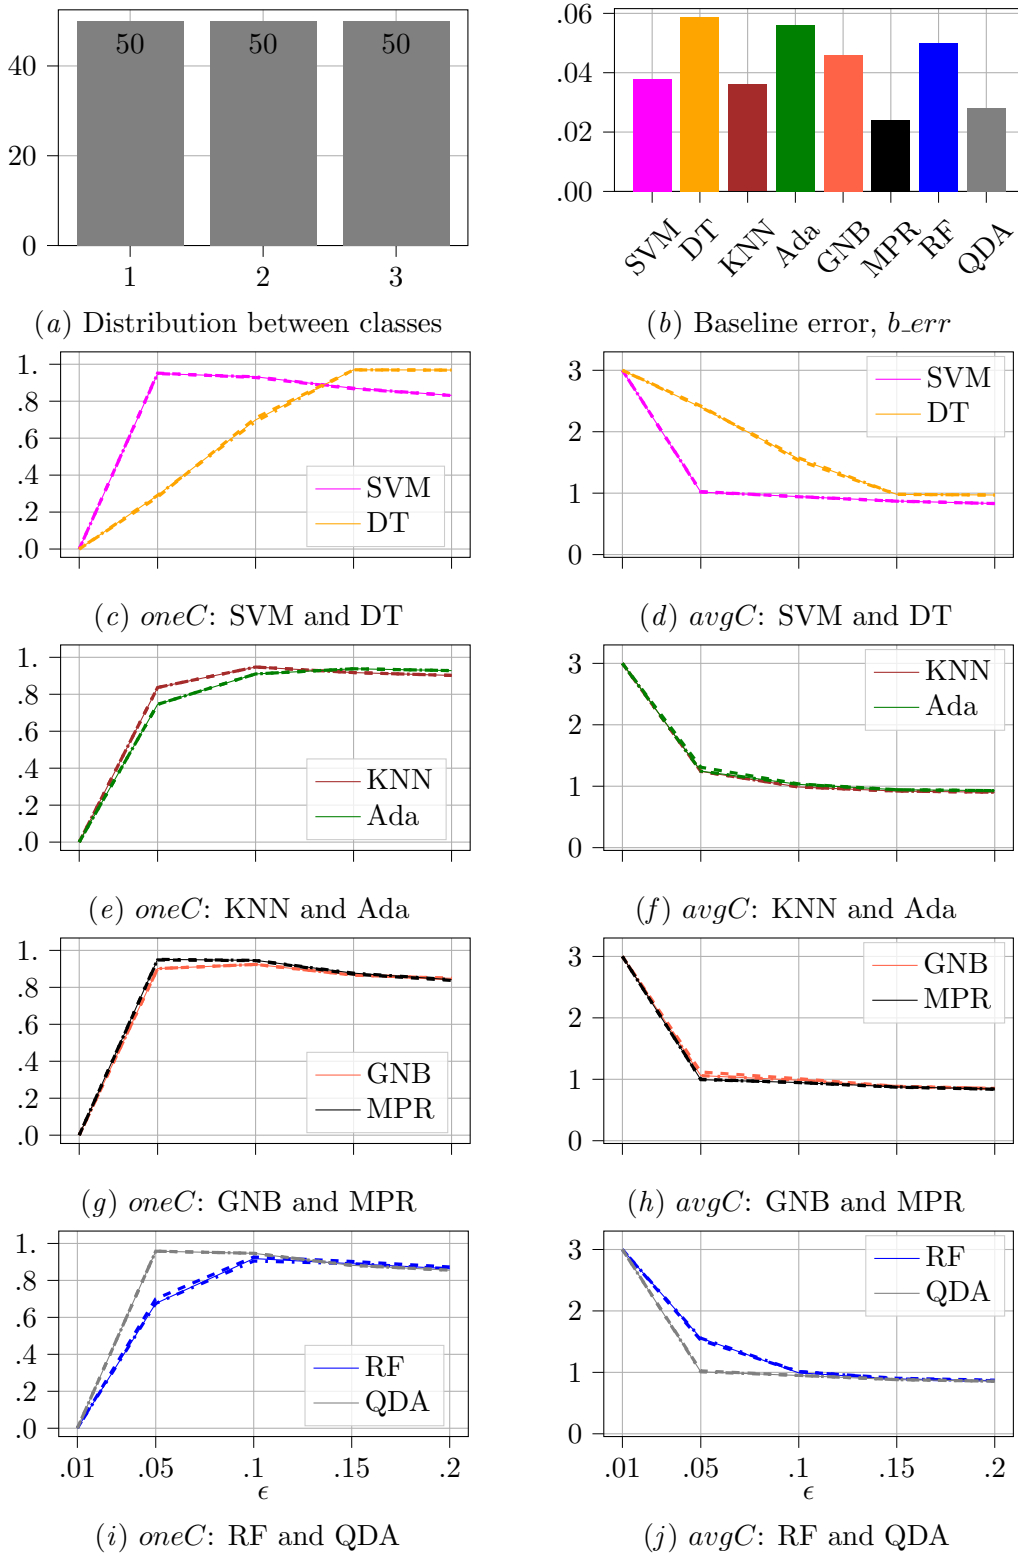 50 50 50
40
20
0
1 2 3
(a) Distribution between classes
.06
.04
.02
.00
SVM DT KNN Ada GNB MPR RF QDA
(b) Baseline error, b_err
1.
.8
.6
.4
.2
.0
SVM
DT
(c) oneC: SVM and DT
3
2
1
0
SVM
DT
(d) avgC: SVM and DT
1.
.8
.6
.4
.2
.0
KNN
Ada
(e) oneC: KNN and Ada
3
2
1
0
KNN
Ada
(f) avgC: KNN and Ada
1.
.8
.6
.4
.2
.0
GNB
MPR
(g) oneC: GNB and MPR
3
2
1
0
GNB
MPR
(h) avgC: GNB and MPR
1.
.8
.6
.4
.2
.0
RF
QDA
.01 .05 .1 .15 .2
ϵ
(i) oneC: RF and QDA
3
2
1
0
RF
QDA
.01 .05 .1 .15 .2
ϵ
(j) avgC: RF and QDA